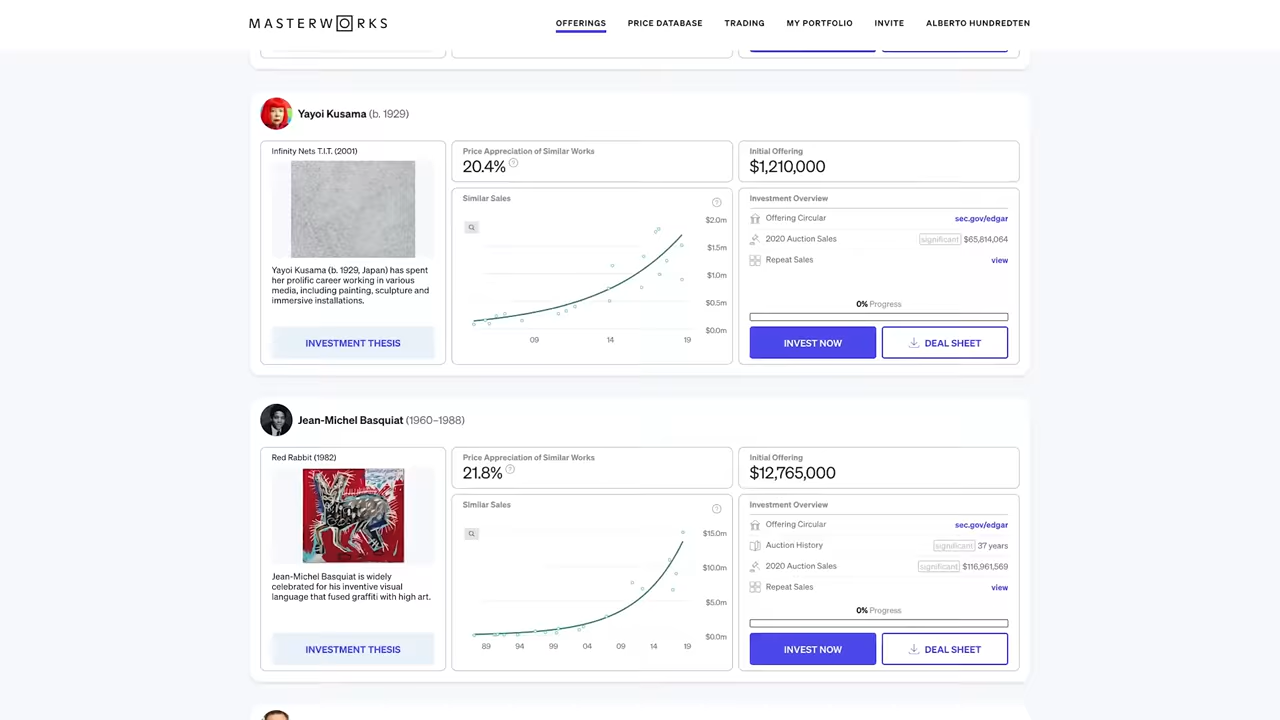 MASTERWORKS
OFFERINGS
PRICE DATABASE
TRADING
MY PORTFOLIO
INVITE
ALBERTO HUNDREDTEN
Yayoi Kusama (b. 1929)
Infinity Nets T.I.T. (2001)
Yayoi Kusama (b. 1929, Japan) has spent
her prolific career working in various
media, including painting, sculpture and
immersive installations.
INVESTMENT THESIS
Price Appreciation of Similar Works
20.4% ?
Similar Sales
?
$2.0m
$1.5m
$1.0m
$0.5m
$0.0m
09 14 19
Initial Offering
$1,210,000
Investment Overview
Offering Circular sec.gov/edgar
2020 Auction Sales significant $65,814,064
Repeat Sales view
0% Progress
INVEST NOW
DEAL SHEET
Jean-Michel Basquiat (1960–1988)
Red Rabbit (1982)
Jean-Michel Basquiat is widely
celebrated for his inventive visual
language that fused graffiti with high art.
INVESTMENT THESIS
Price Appreciation of Similar Works
21.8% ?
Similar Sales
?
$15.0m
$10.0m
$5.0m
$0.0m
89 94 99 04 09 14 19
Initial Offering
$12,765,000
Investment Overview
Offering Circular sec.gov/edgar
Auction History significant 37 years
2020 Auction Sales significant $116,961,569
Repeat Sales view
0% Progress
INVEST NOW
DEAL SHEET